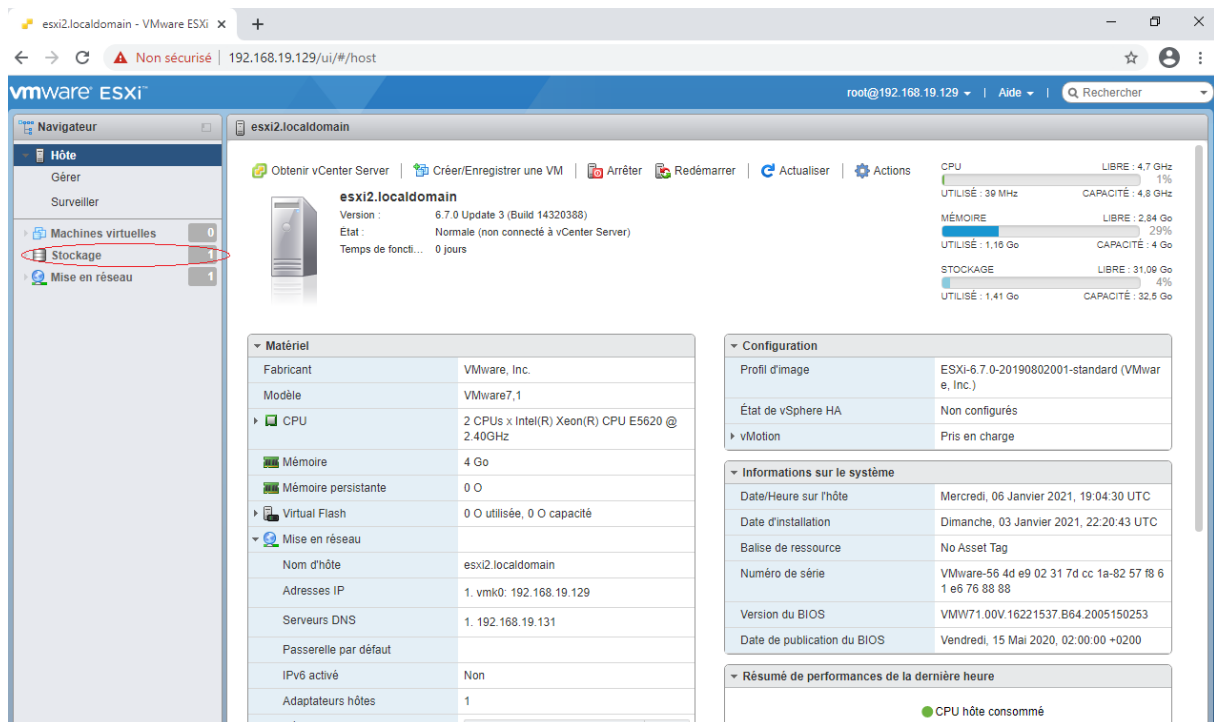 esxi2.localdomain - VMware ESXi
Non sécurisé
192.168.19.129/ui/#/host
vmware ESXi™
root@192.168.19.129
Aide
Rechercher
Navigateur
Hôte
Gérer
Surveiller
Machines virtuelles 0
Stockage 1
Mise en réseau 1
esxi2.localdomain
Obtenir vCenter Server
Créer/Enregistrer une VM
Arrêter
Redémarrer
Actualiser
Actions
esxi2.localdomain
Version : 6.7.0 Update 3 (Build 14320388)
État : Normale (non connecté à vCenter Server)
Temps de foncti... 0 jours
CPU LIBRE : 4,7 GHz
1%
UTILISÉ : 39 MHz CAPACITÉ : 4,8 GHz
MÉMOIRE LIBRE : 2,84 Go
29%
UTILISÉ : 1,16 Go CAPACITÉ : 4 Go
STOCKAGE LIBRE : 31,09 Go
4%
UTILISÉ : 1,41 Go CAPACITÉ : 32,5 Go
Matériel
Fabricant VMware, Inc.
Modèle VMware7,1
CPU 2 CPUs x Intel(R) Xeon(R) CPU E5620 @
2.40GHz
Mémoire 4 Go
Mémoire persistante 0 O
Virtual Flash 0 O utilisée, 0 O capacité
Mise en réseau
Nom d'hôte esxi2.localdomain
Adresses IP 1. vmk0: 192.168.19.129
Serveurs DNS 1. 192.168.19.131
Passerelle par défaut
IPv6 activé Non
Adaptateurs hôtes 1
Configuration
Profil d'image ESXi-6.7.0-20190802001-standard (VMwar
e, Inc.)
État de vSphere HA Non configurés
vMotion Pris en charge
Informations sur le système
Date/Heure sur l'hôte Mercredi, 06 Janvier 2021, 19:04:30 UTC
Date d'installation Dimanche, 03 Janvier 2021, 22:20:43 UTC
Balise de ressource No Asset Tag
Numéro de série VMware-56 4d e9 02 31 7d cc 1a-82 57 f8 6
1 e6 76 88 88
Version du BIOS VMW71.00V.16221537.B64.2005150253
Date de publication du BIOS Vendredi, 15 Mai 2020, 02:00:00 +0200
Résumé de performances de la dernière heure
CPU hôte consommé